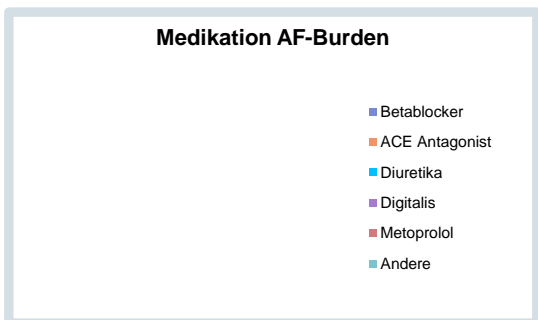 Medikation AF-Burden
Betablocker
ACE Antagonist
Diuretika
Digitalis
Metoprolol
Andere